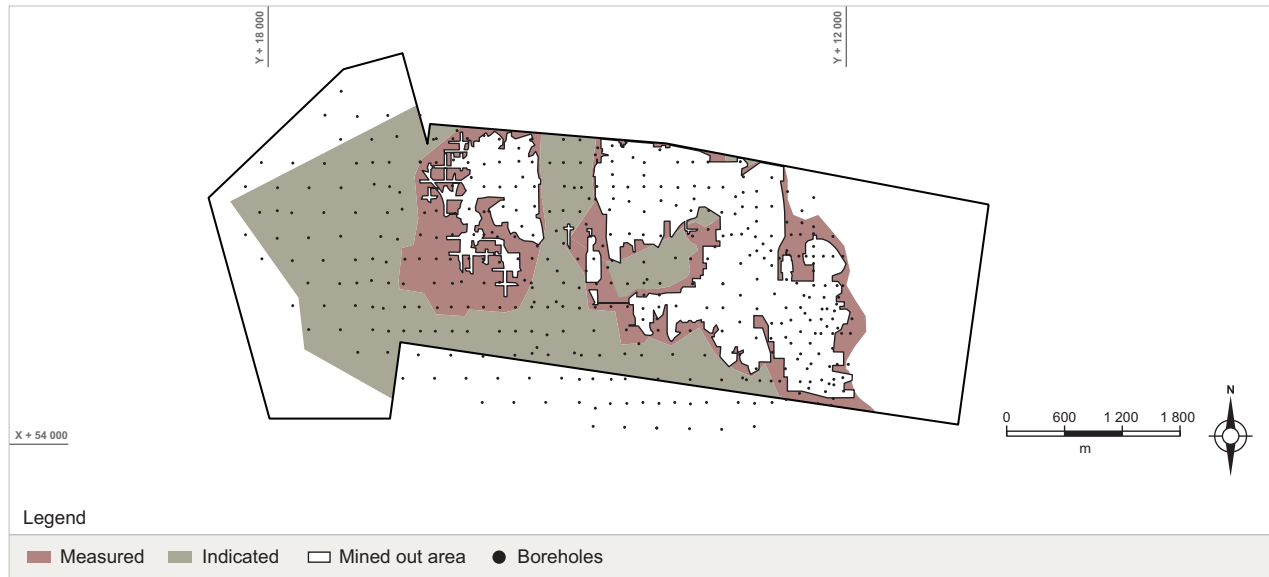 Y + 18 000
Y + 12 000
N
0 600 1 200 1 800
m
X + 54 000
Legend
Measured Indicated Mined out area Boreholes